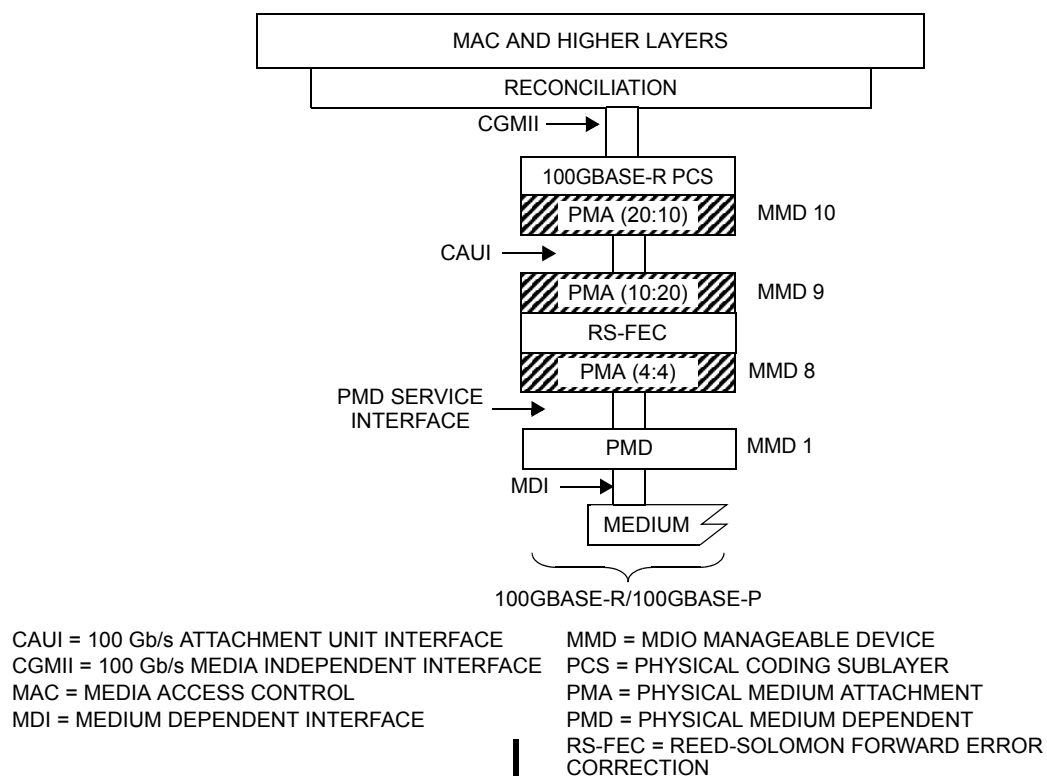 MAC AND HIGHER LAYERS
RECONCILIATION
CGMII
100GBASE-R PCS
PMA (20:10)
MMD 10
CAUI
PMA (10:20)
MMD 9
RS-FEC
PMA (4:4)
MMD 8
PMD SERVICE
INTERFACE
PMD
MMD 1
MDI
MEDIUM
100GBASE-R/100GBASE-P
CAUI = 100 Gb/s ATTACHMENT UNIT INTERFACE
CGMII = 100 Gb/s MEDIA INDEPENDENT INTERFACE
MAC = MEDIA ACCESS CONTROL
MDI = MEDIUM DEPENDENT INTERFACE
MMD = MDIO MANAGEABLE DEVICE
PCS = PHYSICAL CODING SUBLAYER
PMA = PHYSICAL MEDIUM ATTACHMENT
PMD = PHYSICAL MEDIUM DEPENDENT
RS-FEC = REED-SOLOMON FORWARD ERROR
CORRECTION